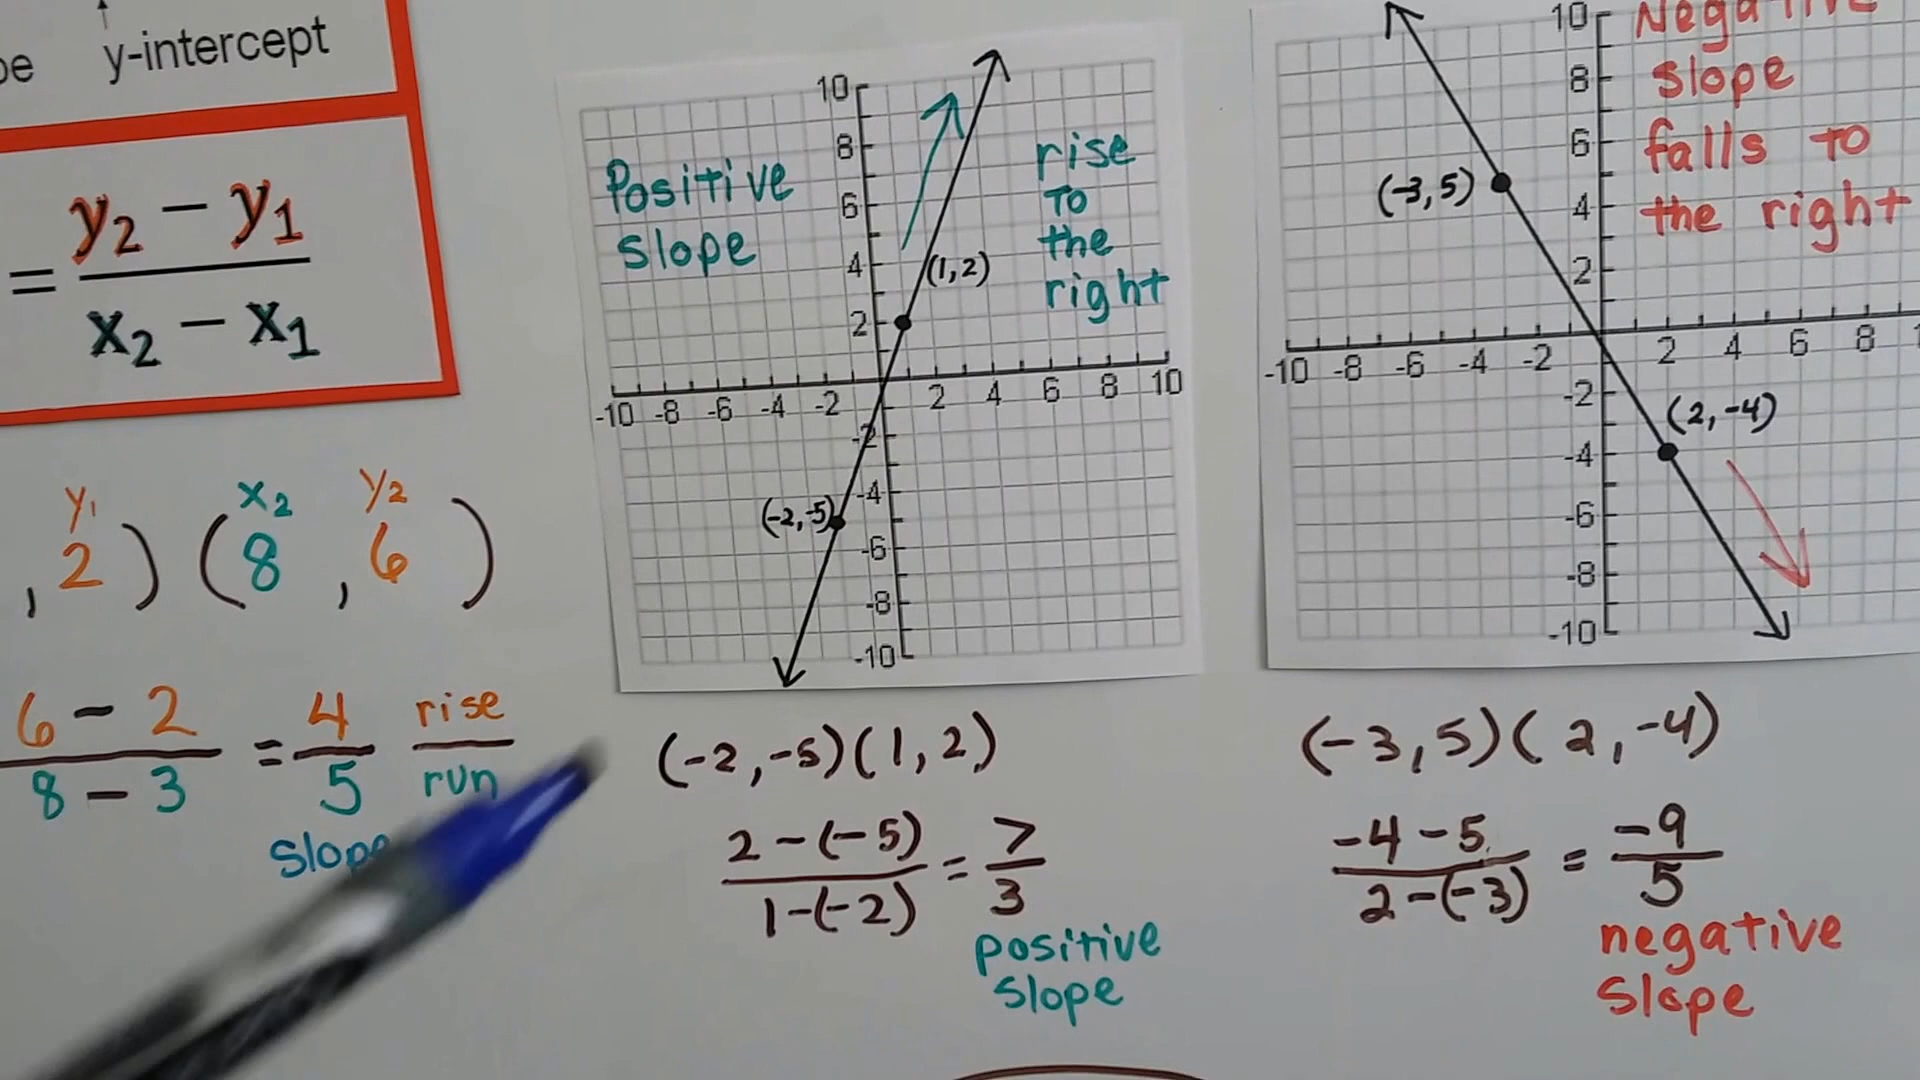 y-intercept
= y2 - y1
x2 - x1
y1 x2 y2
, 2 ) ( 8 , 6 )
6 - 2 = 4 rise
8 - 3 5 run
Slope
Positive
slope
rise
to
the
right
10
8
6
4
2
(1,2)
-10 -8 -6 -4 -2 2 4 6 8 10
-2
-4
(-2,-5)
-6
-8
-10
(-2,-5)(1,2)
2-(-5) = 7
1-(-2) 3
positive
slope
Negative
slope
falls to
the right
10
8
6
4
2
(-3,5)
-10 -8 -6 -4 -2 2 4 6 8
-2
(2,-4)
-4
-6
-8
-10
(-3,5)(2,-4)
-4-5 = -9
2-(-3) 5
negative
slope